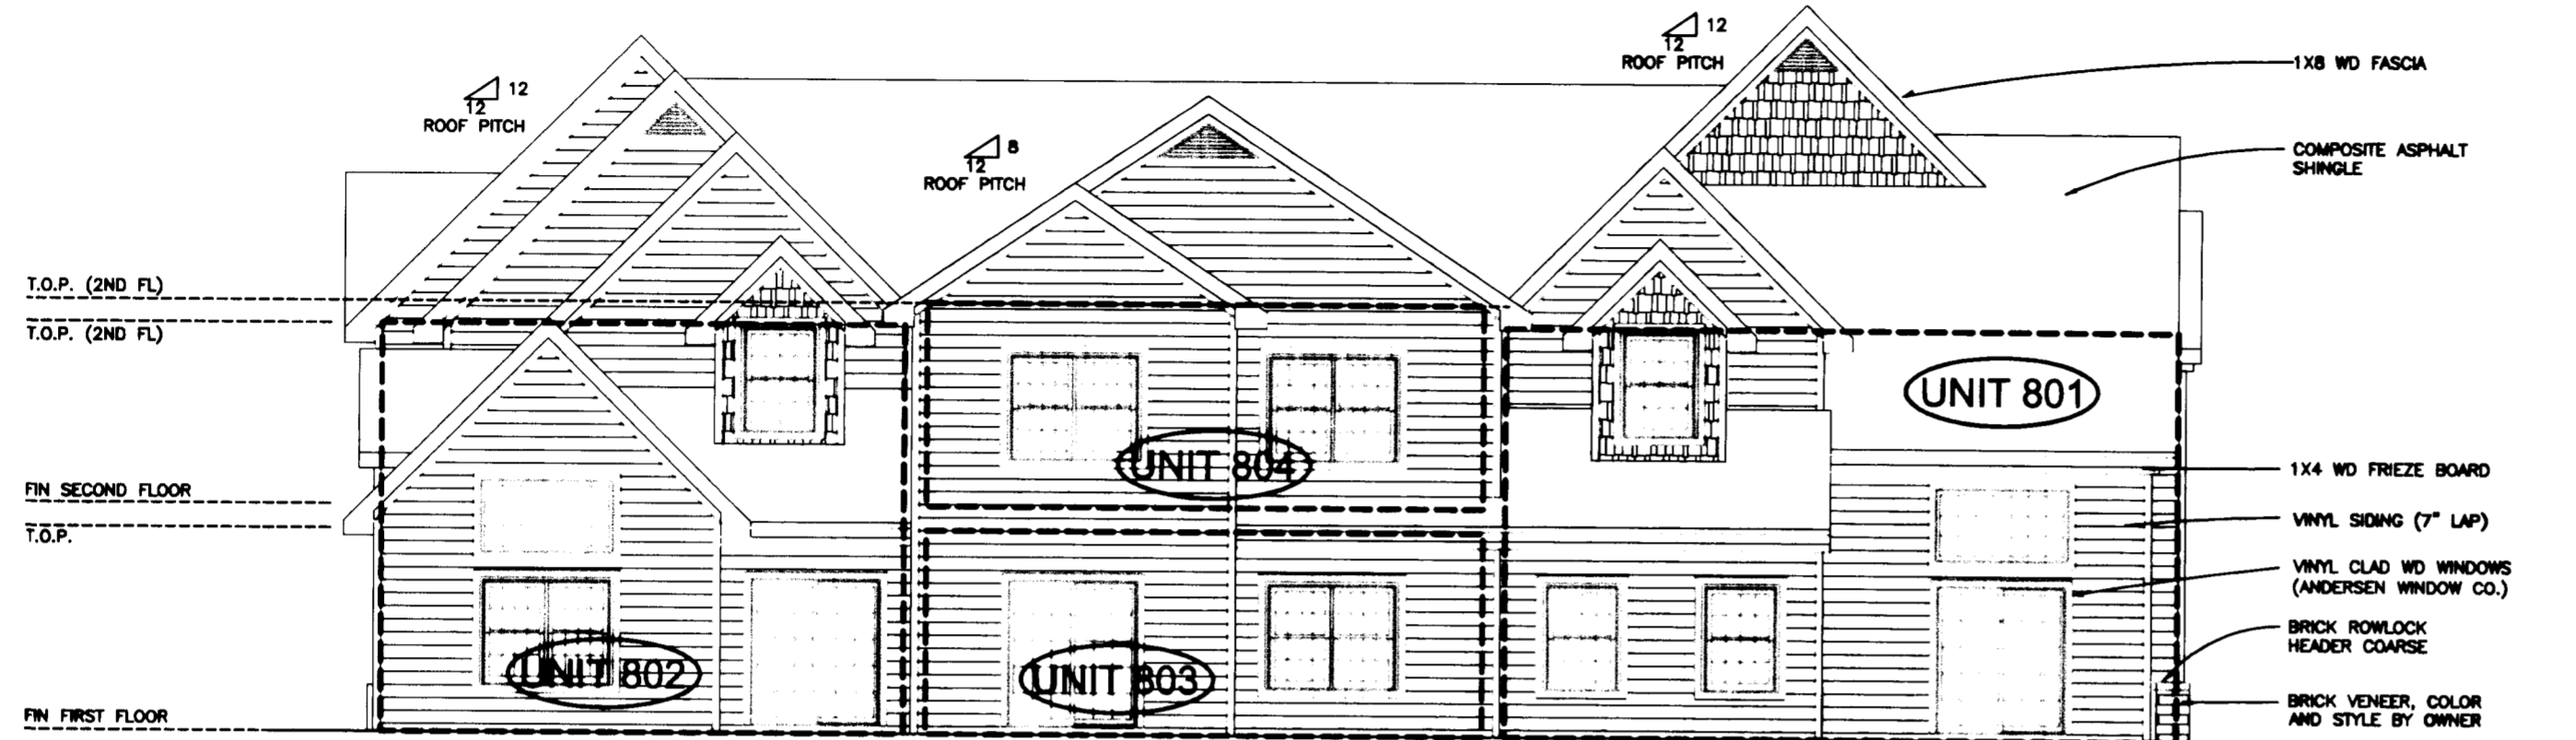 12
12
ROOF PITCH
12
12
ROOF PITCH
8
12
ROOF PITCH
1X8 WD FASCIA
COMPOSITE ASPHALT
SHINGLE
T.O.P. (2ND FL)
T.O.P. (2ND FL)
UNIT 801
UNIT 804
1X4 WD FRIEZE BOARD
FIN SECOND FLOOR
T.O.P.
VINYL SIDING (7" LAP)
VINYL CLAD WD WINDOWS
(ANDERSEN WINDOW CO.)
BRICK ROWLOCK
HEADER COARSE
UNIT 802
UNIT 803
FIN FIRST FLOOR
BRICK VENEER, COLOR
AND STYLE BY OWNER